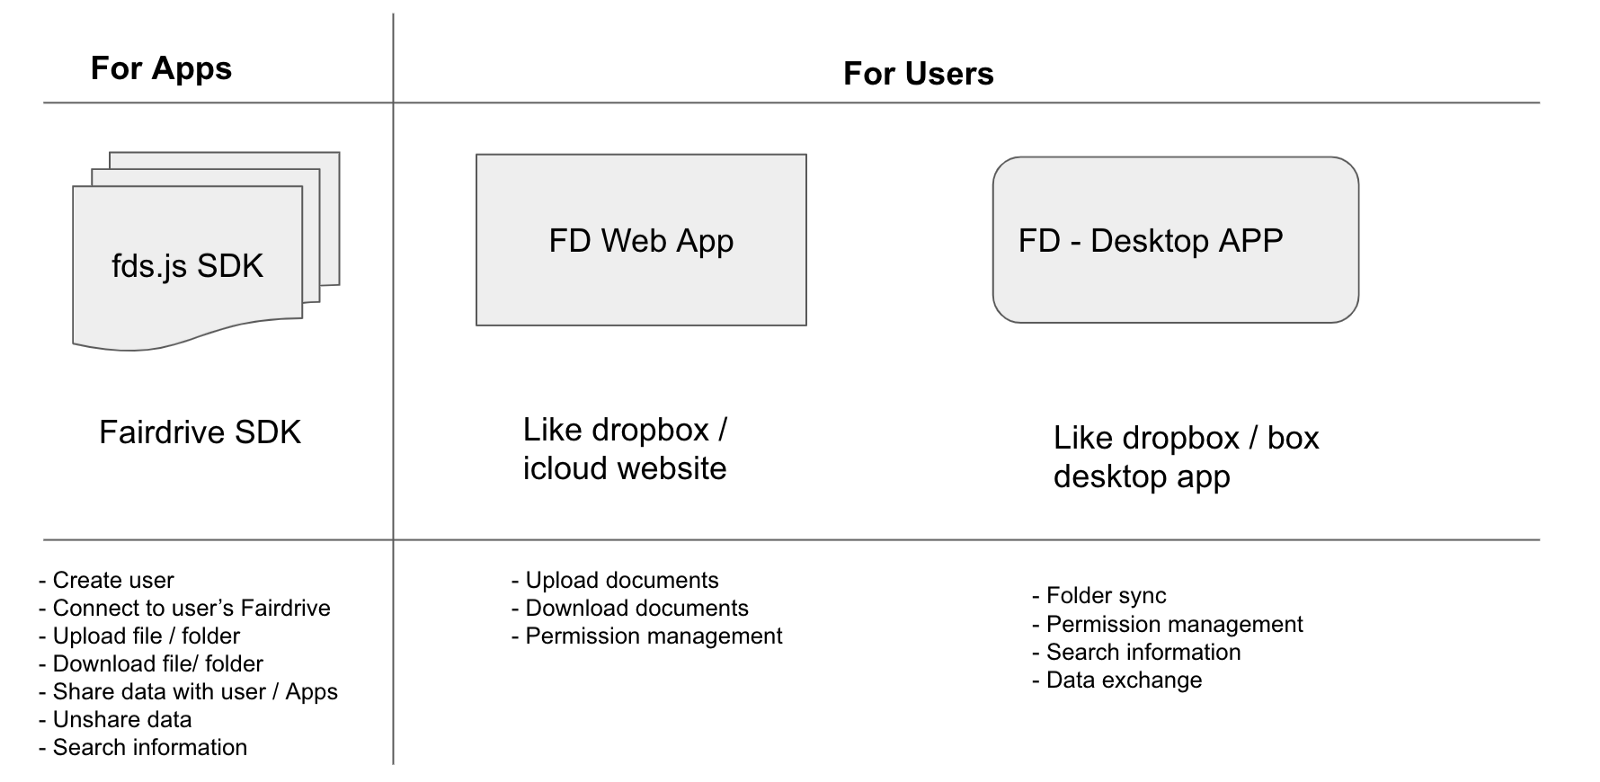 For Apps
For Users
fds.js SDK
FD Web App
FD - Desktop APP
Fairdrive SDK
Like dropbox /
icloud website
Like dropbox / box
desktop app
- Create user
- Connect to user’s Fairdrive
- Upload file / folder
- Download file/ folder
- Share data with user / Apps
- Unshare data
- Search information
- Upload documents
- Download documents
- Permission management
- Folder sync
- Permission management
- Search information
- Data exchange